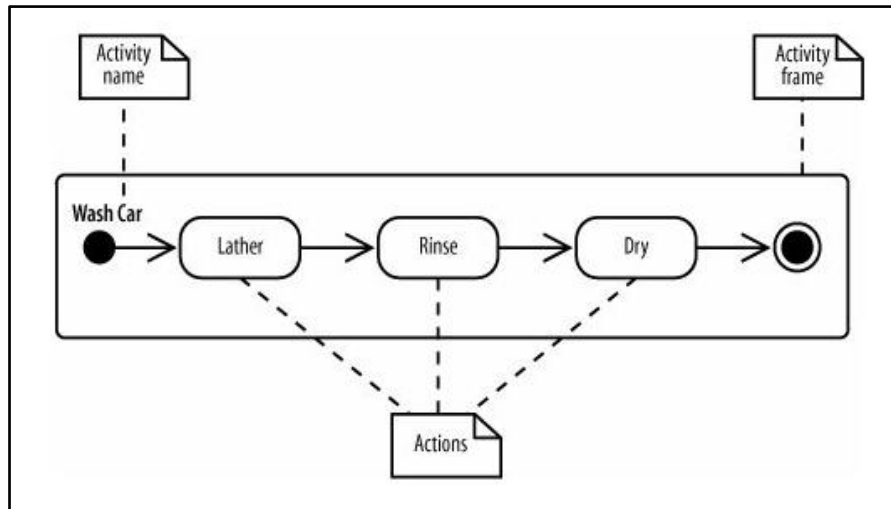 Activity
name
Activity
frame
Wash Car
Lather
Rinse
Dry
Actions